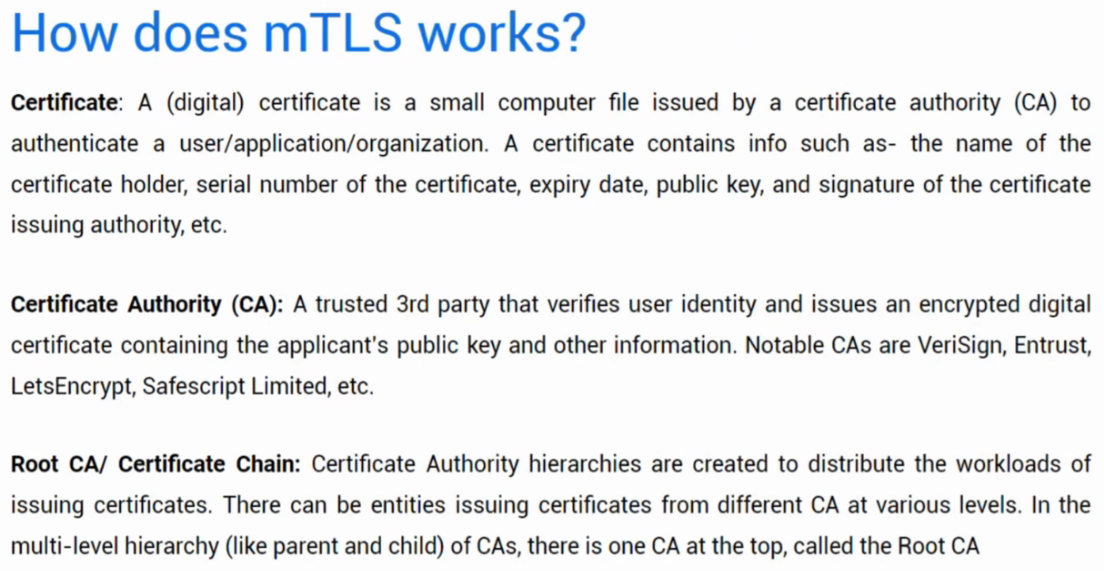 How does mTLS works?
Certificate: A (digital) certificate is a small computer file issued by a certificate authority (CA) to
authenticate a user/application/organization. A certificate contains info such as- the name of the
certificate holder, serial number of the certificate, expiry date, public key, and signature of the certificate
issuing authority, etc.
Certificate Authority (CA): A trusted 3rd party that verifies user identity and issues an encrypted digital
certificate containing the applicant's public key and other information. Notable CAs are VeriSign, Entrust,
LetsEncrypt, Safescript Limited, etc.
Root CA/ Certificate Chain: Certificate Authority hierarchies are created to distribute the workloads of
issuing certificates. There can be entities issuing certificates from different CA at various levels. In the
multi-level hierarchy (like parent and child) of CAs, there is one CA at the top, called the Root CA